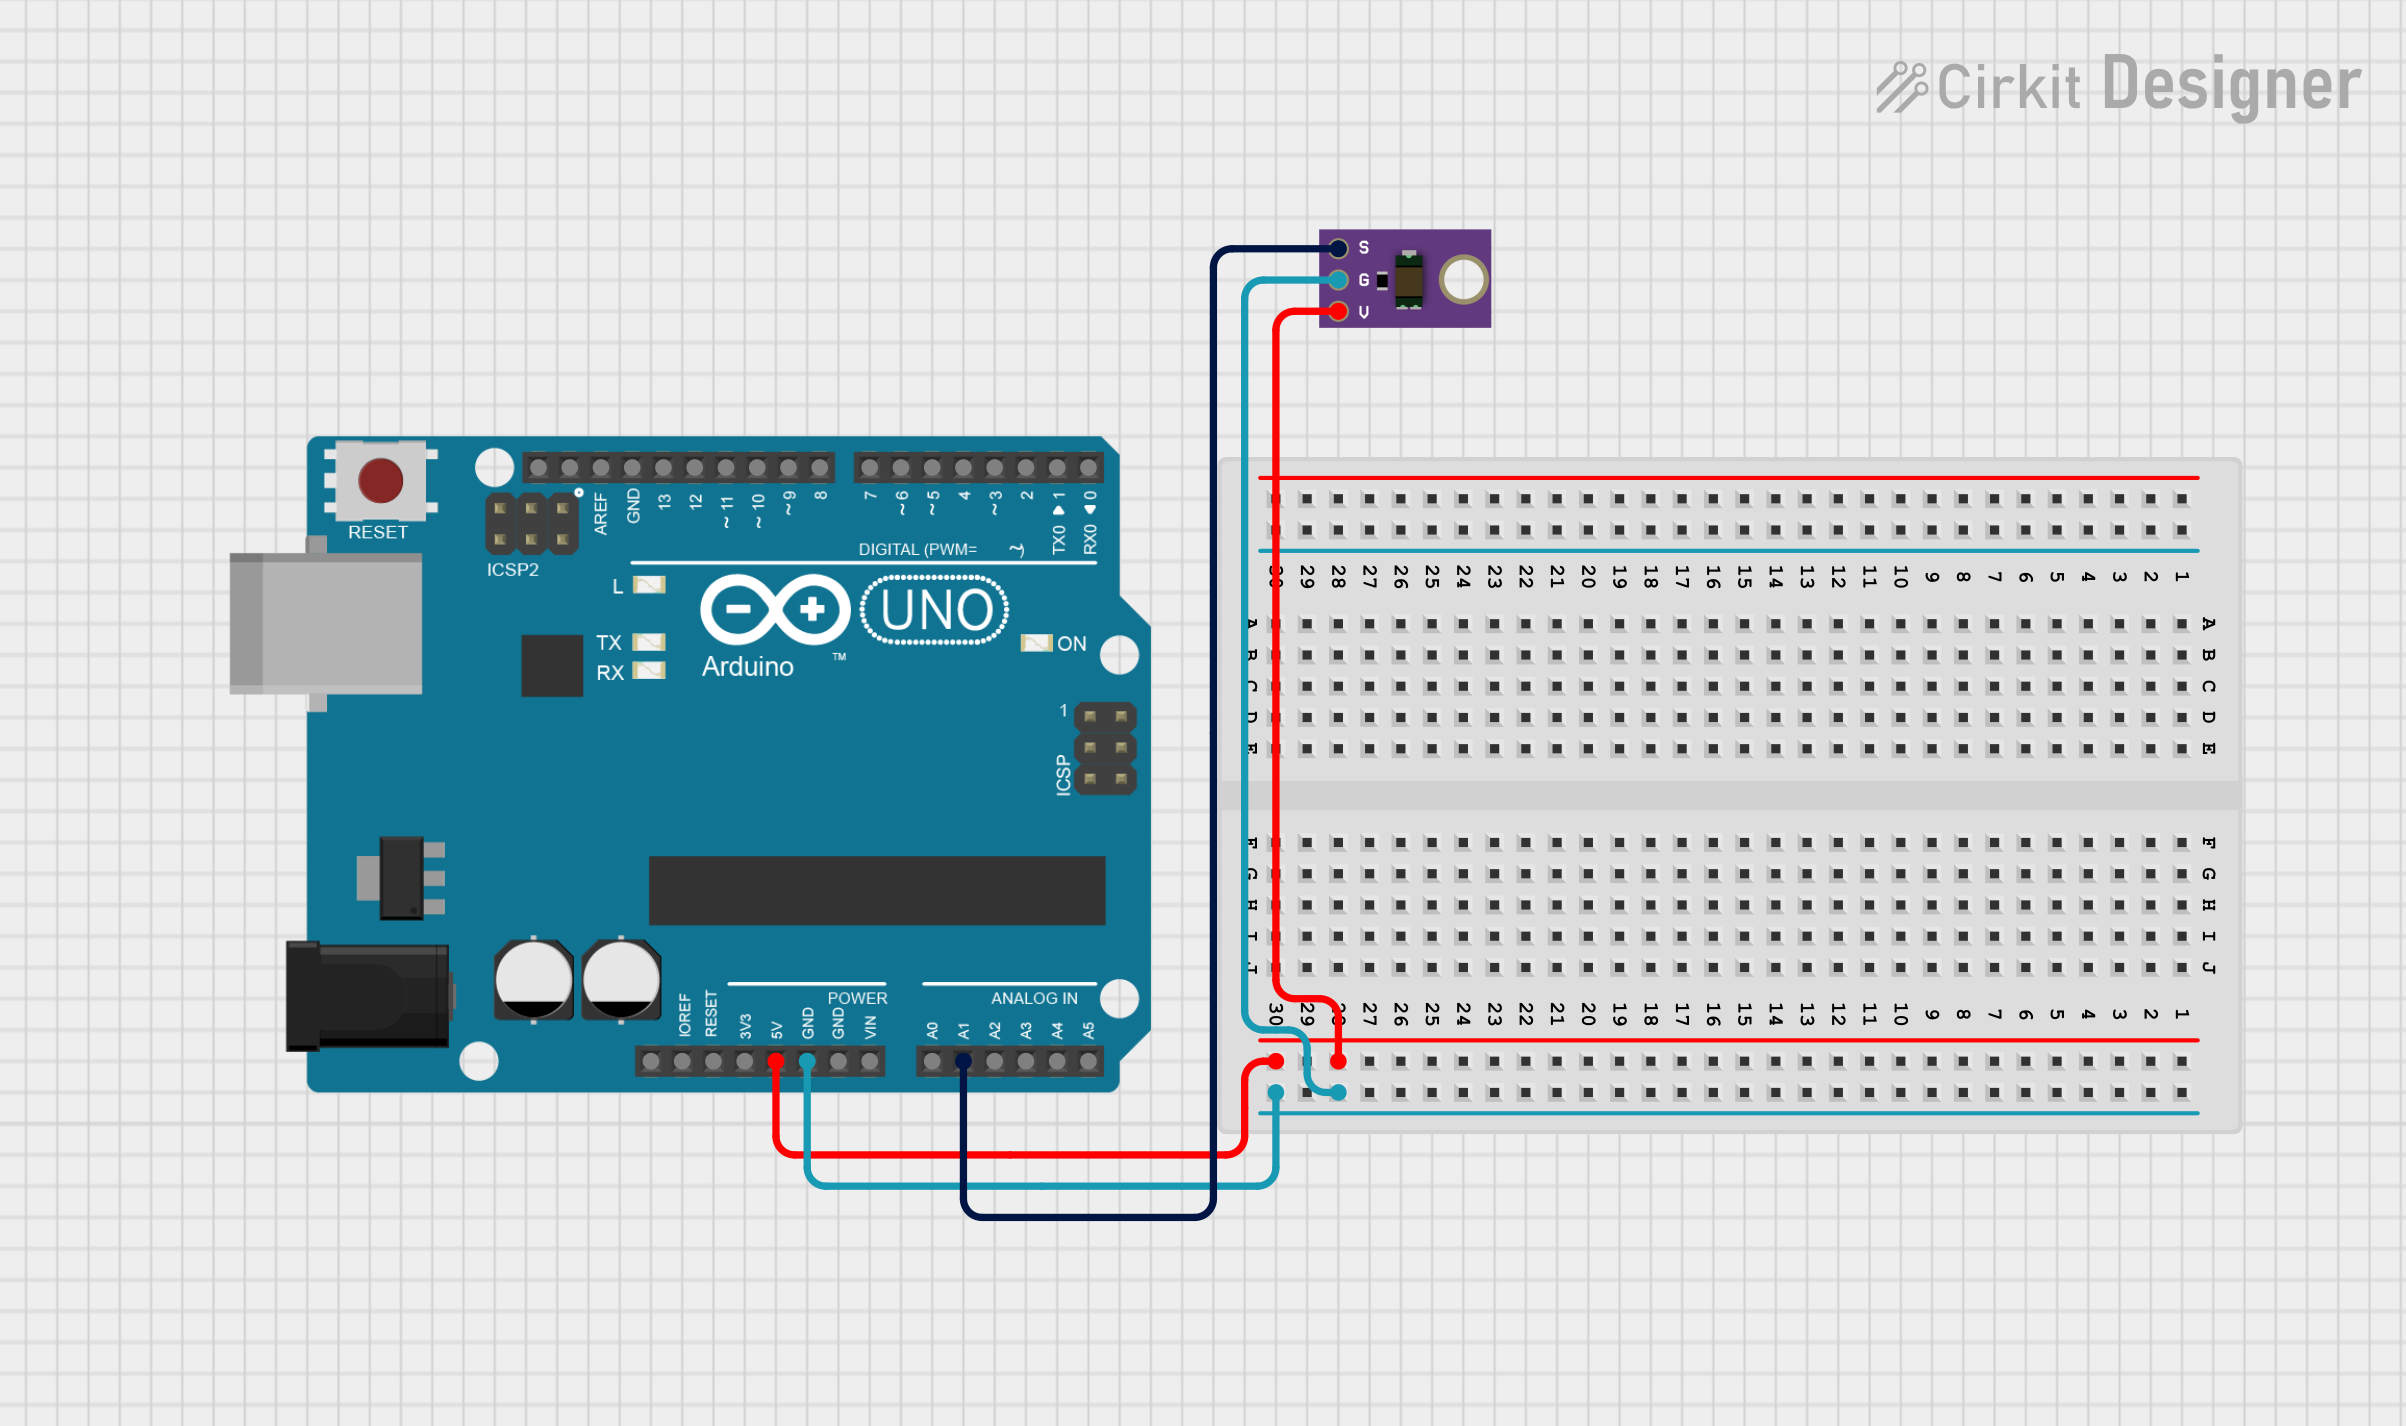 Cirkit Designer
S
G
V
RESET
ICSP2
AREF
GND
13
12
~11
~10
~9
8
7
~6
~5
4
~3
2
TX0 ▶ 1
RX0 ◀ 0
DIGITAL (PWM= ~)
L
TX
RX
UNO
Arduino
™
ON
1
ICSP
POWER
ANALOG IN
IOREF
RESET
3V3
5V
GND
GND
VIN
A0
A1
A2
A3
A4
A5
30 29 28 27 26 25 24 23 22 21 20 19 18 17 16 15 14 13 12 11 10 9 8 7 6 5 4 3 2 1
A A
B B
C C
D D
E E
F F
G G
H H
I I
J J
30 29 28 27 26 25 24 23 22 21 20 19 18 17 16 15 14 13 12 11 10 9 8 7 6 5 4 3 2 1